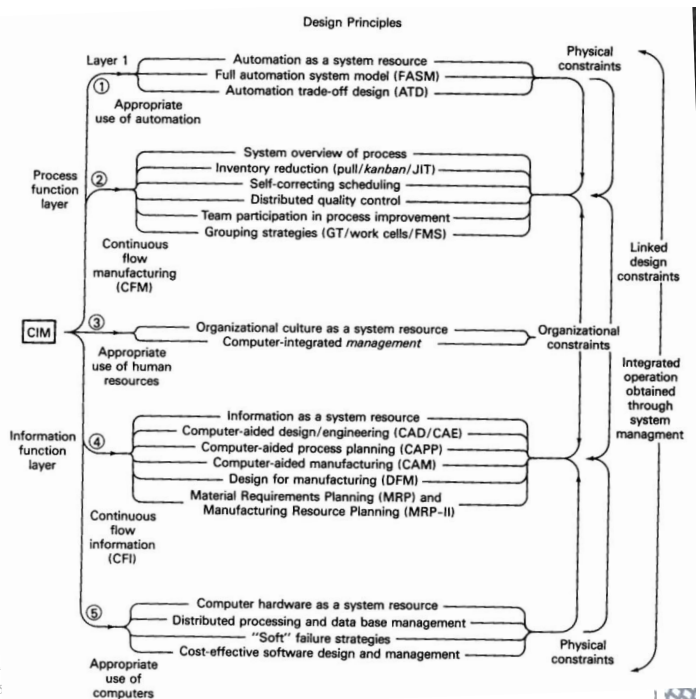 Design Principles
Layer 1
①
Appropriate
use of automation
Automation as a system resource
Full automation system model (FASM)
Automation trade-off design (ATD)
Physical
constraints
Process
function
layer
②
Continuous
flow
manufacturing
(CFM)
System overview of process
Inventory reduction (pull/kanban/JIT)
Self-correcting scheduling
Distributed quality control
Team participation in process improvement
Grouping strategies (GT/work cells/FMS)
Linked
design
constraints
CIM
③
Appropriate
use of human
resources
Organizational culture as a system resource
Computer-integrated management
Organizational
constraints
Integrated
operation
obtained
through
system
managment
Information
function
layer
④
Continuous
flow
information
(CFI)
Information as a system resource
Computer-aided design/engineering (CAD/CAE)
Computer-aided process planning (CAPP)
Computer-aided manufacturing (CAM)
Design for manufacturing (DFM)
Material Requirements Planning (MRP) and
Manufacturing Resource Planning (MRP-II)
⑤
Appropriate
use of
computers
Computer hardware as a system resource
Distributed processing and data base management
"Soft" failure strategies
Cost-effective software design and management
Physical
constraints